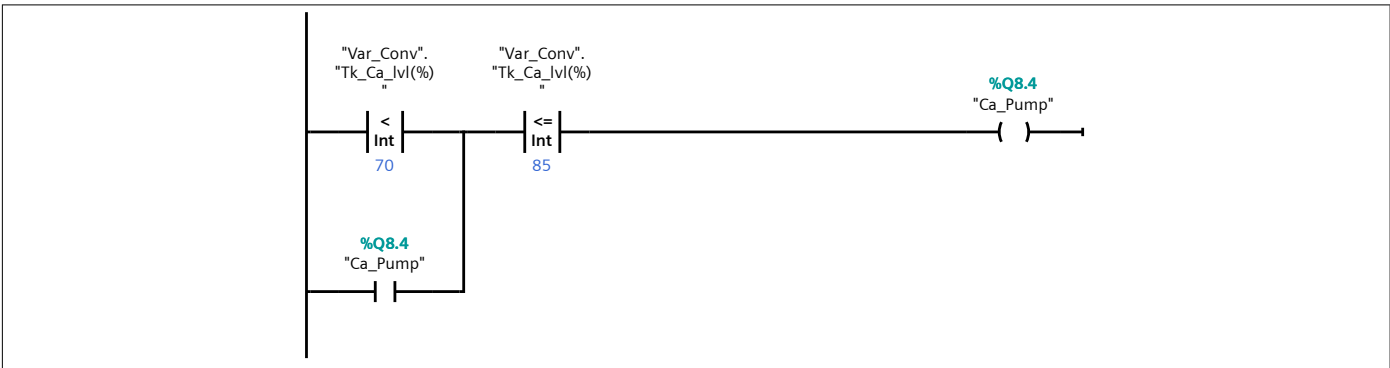 "Var_Conv".
"Tk_Ca_lvl(%)
"
<
Int
70
"Var_Conv".
"Tk_Ca_lvl(%)
"
<=
Int
85
%Q8.4
"Ca_Pump"
%Q8.4
"Ca_Pump"